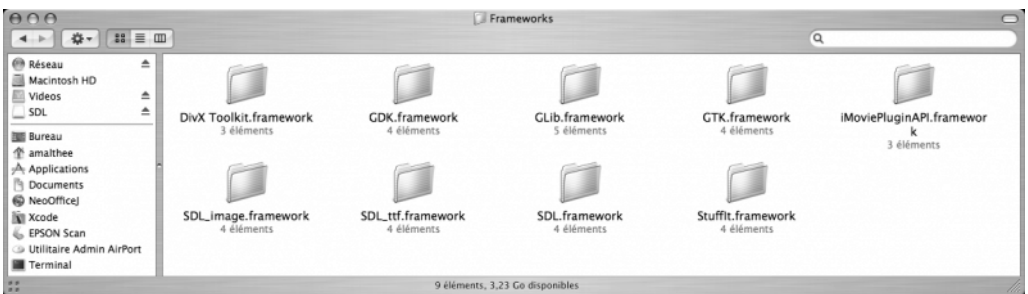 Frameworks
Réseau
Macintosh HD
Videos
SDL
Bureau
amalthee
Applications
Documents
NeoOfficeJ
Xcode
EPSON Scan
Utilitaire Admin AirPort
Terminal
DivX Toolkit.framework
3 éléments
GDK.framework
4 éléments
GLib.framework
5 éléments
GTK.framework
4 éléments
iMoviePluginAPI.framewor
k
3 éléments
SDL_image.framework
4 éléments
SDL_ttf.framework
4 éléments
SDL.framework
4 éléments
StuffIt.framework
4 éléments
9 éléments, 3,23 Go disponibles